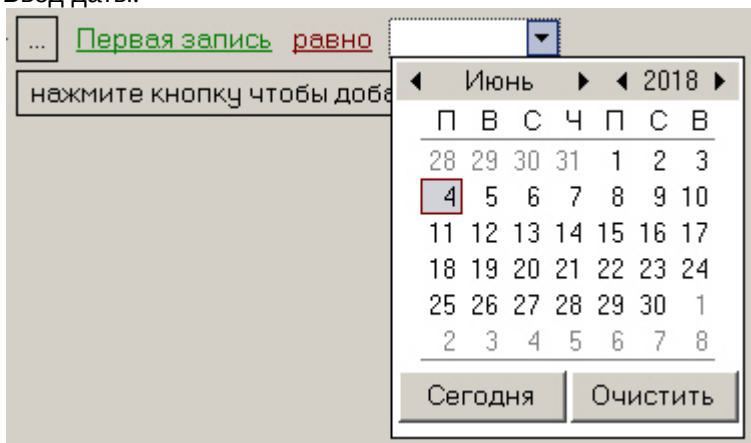 ... Первая запись равно
нажмите кнопку чтобы
Июнь 2018
П В С Ч П С В
28 29 30 31 1 2 3
4 5 6 7 8 9 10
11 12 13 14 15 16 17
18 19 20 21 22 23 24
25 26 27 28 29 30 1
2 3 4 5 6 7 8
Сегодня Очистить